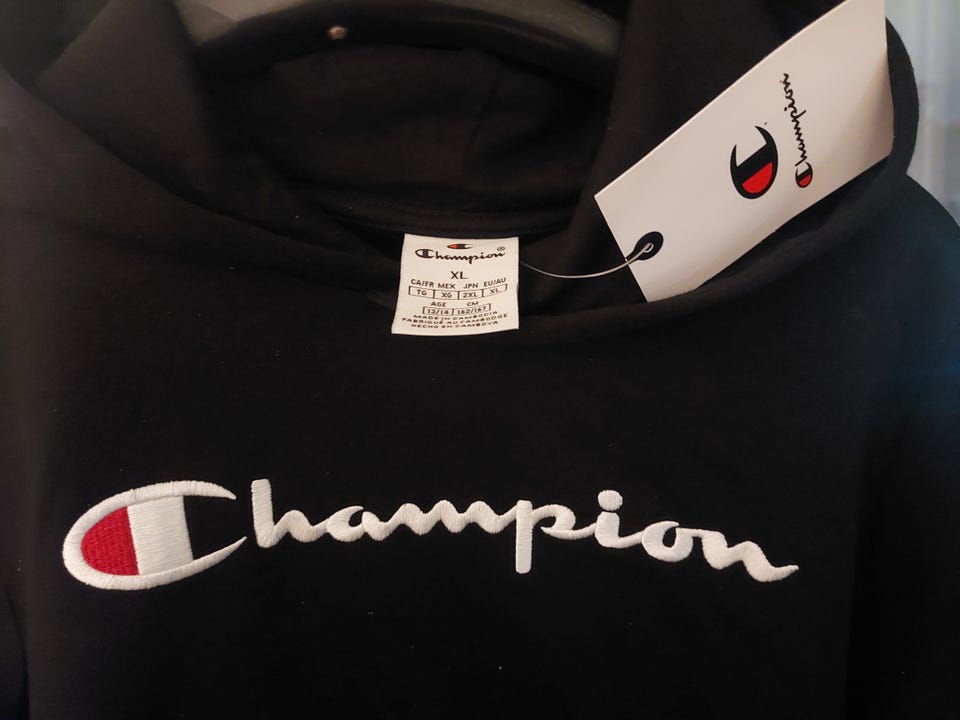 Champion
Champion®
XL
CA/FR MEX JPN EU/AU
TG XG 2XL XL
AGE CM
13/14 162/167
MADE IN CAMBODIA
FABRIQUÉ AU CAMBODGE
HECHO EN CAMBOYA
Champion